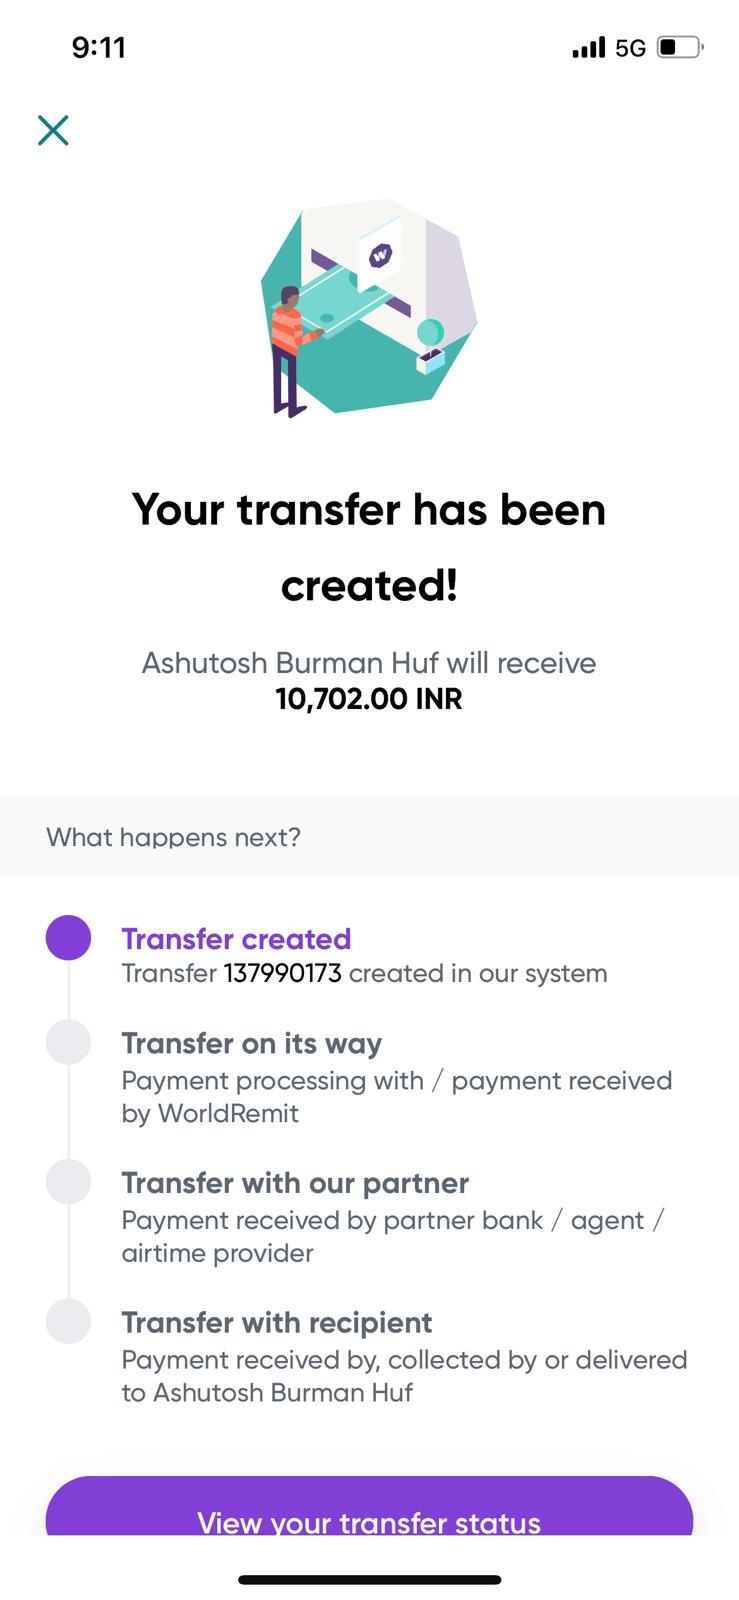 9:11
5G
W
Your transfer has been
created!
Ashutosh Burman Huf will receive
10,702.00 INR
What happens next?
Transfer created
Transfer 137990173 created in our system
Transfer on its way
Payment processing with / payment received
by WorldRemit
Transfer with our partner
Payment received by partner bank / agent /
airtime provider
Transfer with recipient
Payment received by, collected by or delivered
to Ashutosh Burman Huf
View your transfer status